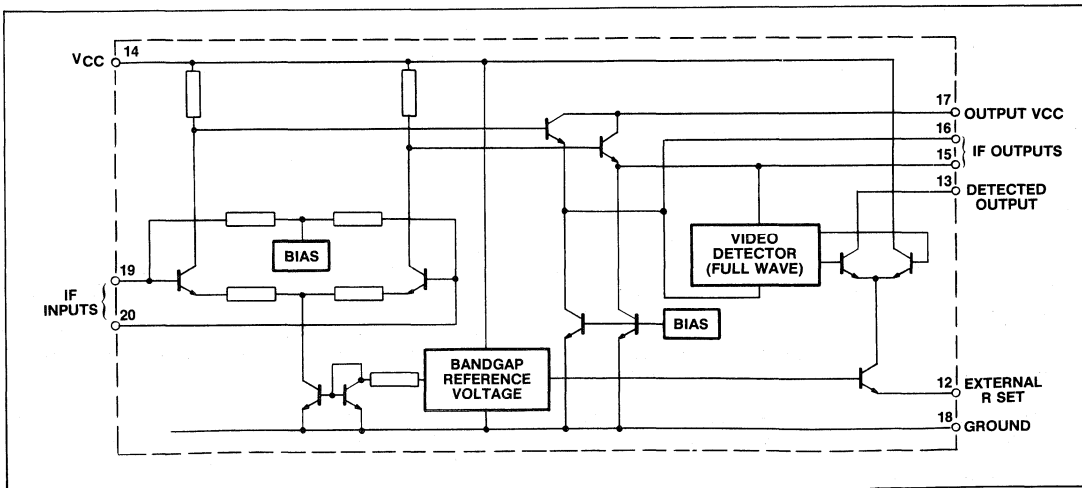 VCC 14
17
OUTPUT VCC
16
IF OUTPUTS
15
13
DETECTED
OUTPUT
VIDEO
DETECTOR
(FULL WAVE)
BIAS
19
IF
INPUTS
20
BIAS
BANDGAP
REFERENCE
VOLTAGE
12
EXTERNAL
R SET
18
GROUND